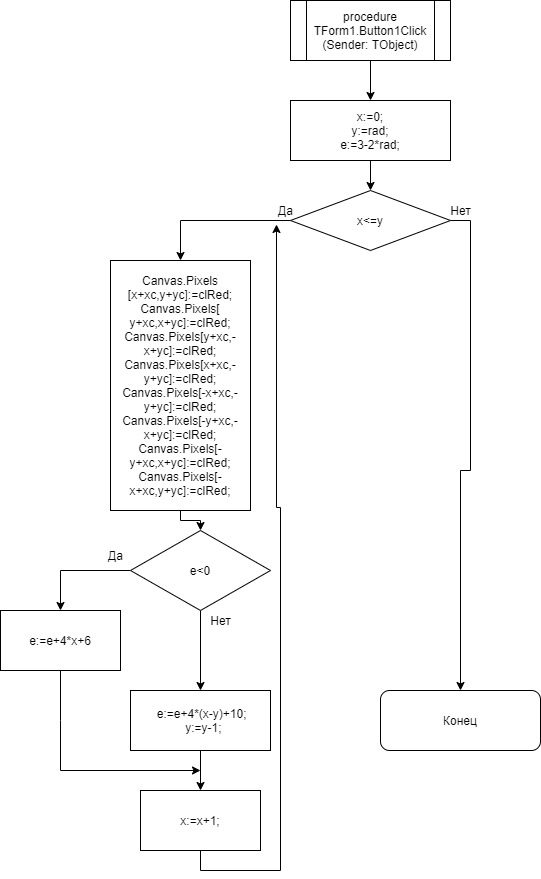 procedure
TForm1.Button1Click
(Sender: TObject)
x:=0;
y:=rad;
e:=3-2*rad;
x<=y
Да
Нет
Canvas.Pixels
[x+xc,y+yc]:=clRed;
Canvas.Pixels[
y+xc,x+yc]:=clRed;
Canvas.Pixels[y+xc,-
x+yc]:=clRed;
Canvas.Pixels[x+xc,-
y+yc]:=clRed;
Canvas.Pixels[-x+xc,-
y+yc]:=clRed;
Canvas.Pixels[-y+xc,-
x+yc]:=clRed;
Canvas.Pixels[-
y+xc,x+yc]:=clRed;
Canvas.Pixels[-
x+xc,y+yc]:=clRed;
e<0
Да
Нет
e:=e+4*x+6
e:=e+4*(x-y)+10;
y:=y-1;
x:=x+1;
Конец